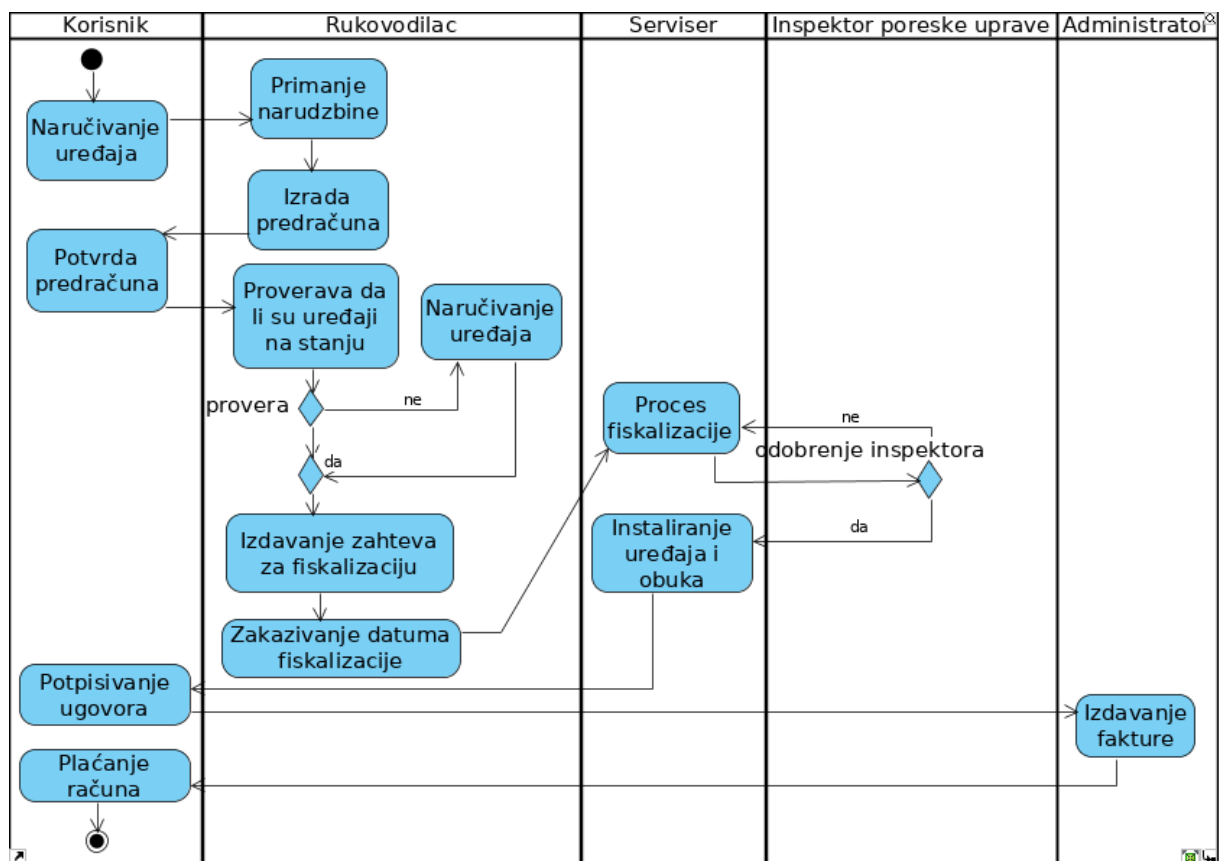 Korisnik
Rukovodilac
Serviser
Inspektor poreske uprave
Administrator
Naručivanje
uređaja
Primanje
narudzbine
Izrada
predračuna
Potvrda
predračuna
Proverava da
li su uređaji
na stanju
Naručivanje
uređaja
provera
ne
da
Izdavanje zahteva
za fiskalizaciju
Zakazivanje datuma
fiskalizacije
Proces
fiskalizacije
ne
odobrenje inspektora
da
Instaliranje
uređaja i
obuka
Potpisivanje
ugovora
Izdavanje
fakture
Plaćanje
računa